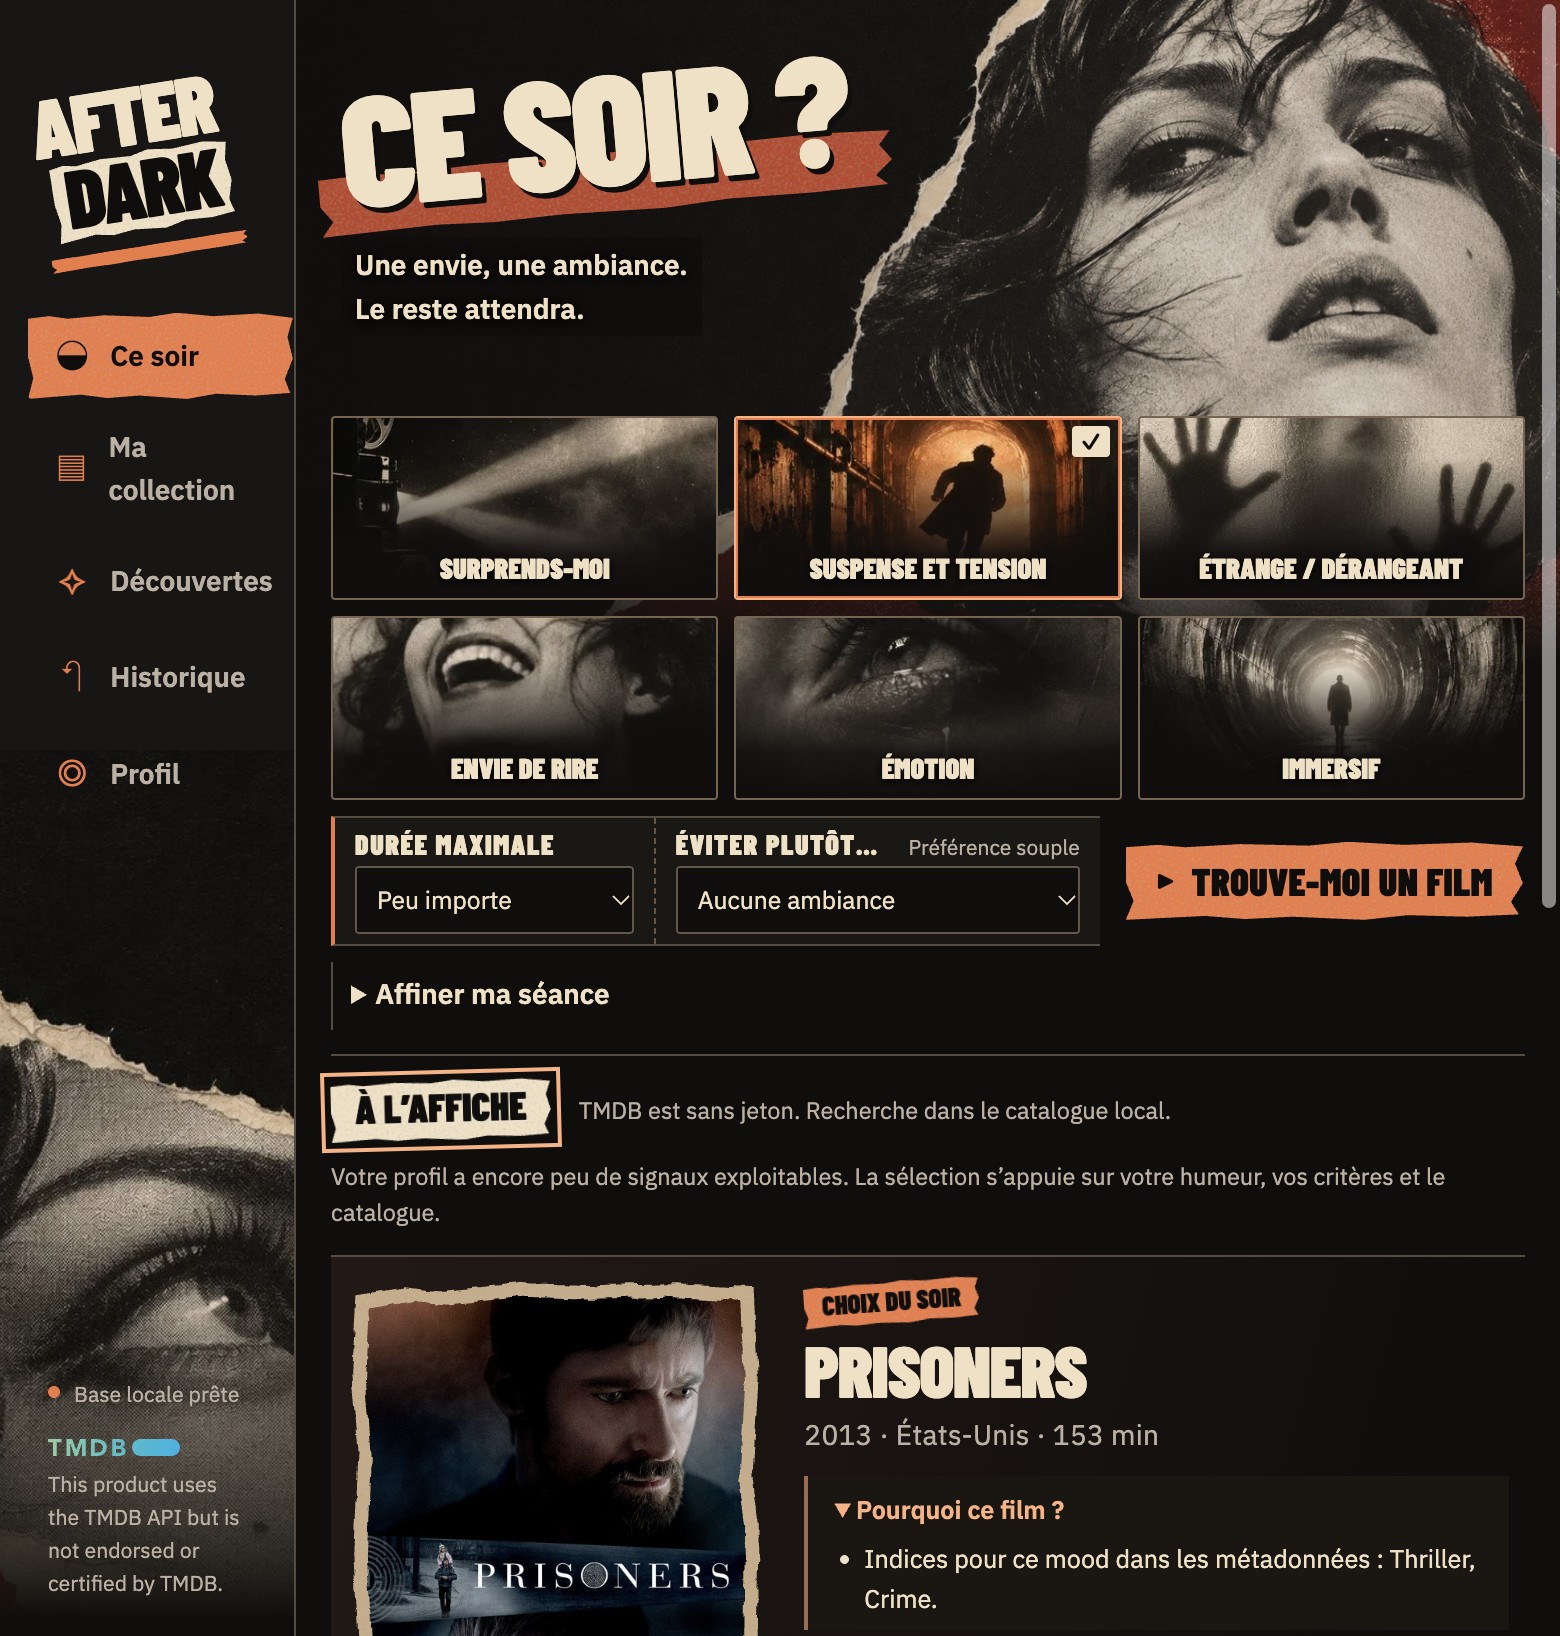 AFTER
DARK
Ce soir
Ma
collection
Découvertes
Historique
Profil
Base locale prête
TMDB
This product uses
the TMDB API but is
not endorsed or
certified by TMDB.
CE SOIR ?
Une envie, une ambiance.
Le reste attendra.
SURPRENDS-MOI
SUSPENSE ET TENSION
ÉTRANGE / DÉRANGEANT
ENVIE DE RIRE
ÉMOTION
IMMERSIF
DURÉE MAXIMALE
Peu importe
ÉVITER PLUTÔT... Préférence souple
Aucune ambiance
TROUVE-MOI UN FILM
Affiner ma séance
À L'AFFICHE
TMDB est sans jeton. Recherche dans le catalogue local.
Votre profil a encore peu de signaux exploitables. La sélection s'appuie sur votre humeur, vos critères et le
catalogue.
PRISONERS
CHOIX DU SOIR
PRISONERS
2013 · États-Unis · 153 min
Pourquoi ce film ?
• Indices pour ce mood dans les métadonnées : Thriller,
Crime.